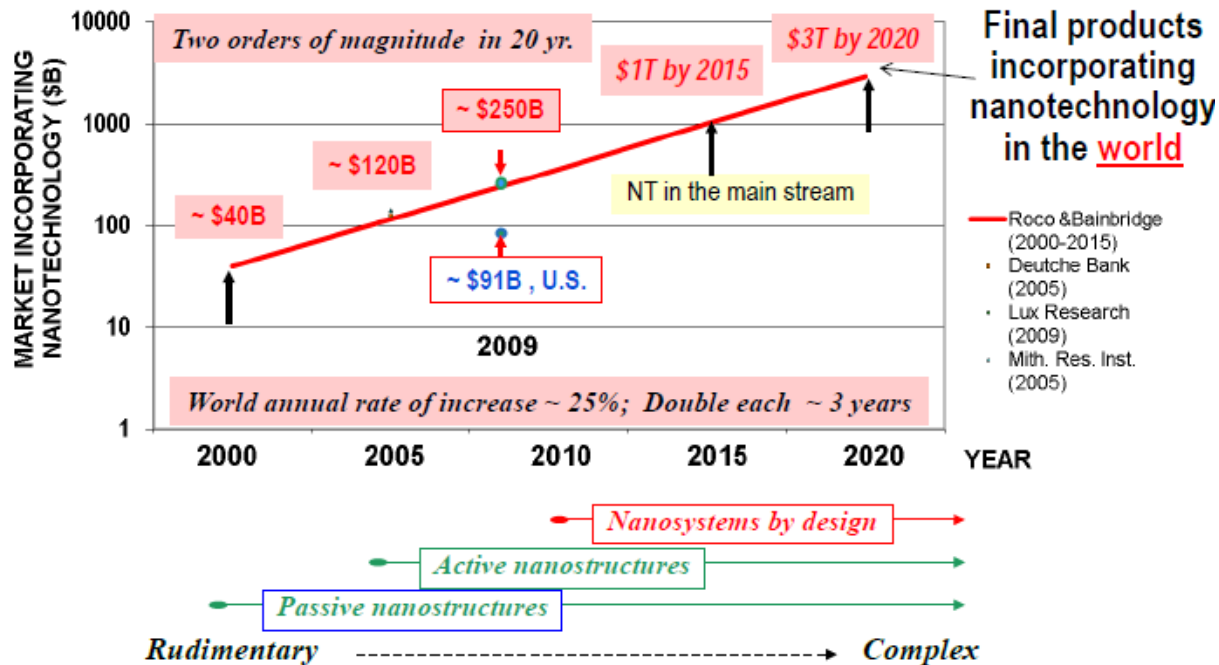 10000
1000
100
10
1
MARKET INCORPORATING
NANOTECHNOLOGY ($B)
Two orders of magnitude in 20 yr.
$3T by 2020
$1T by 2015
~ $250B
~ $120B
~ $40B
NT in the main stream
~ $91B , U.S.
2009
World annual rate of increase ~ 25%; Double each ~ 3 years
2000 2005 2010 2015 2020 YEAR
Final products
incorporating
nanotechnology
in the world
Roco &Bainbridge
(2000-2015)
Deutche Bank
(2005)
Lux Research
(2009)
Mith. Res. Inst.
(2005)
Nanosystems by design
Active nanostructures
Passive nanostructures
Rudimentary Complex